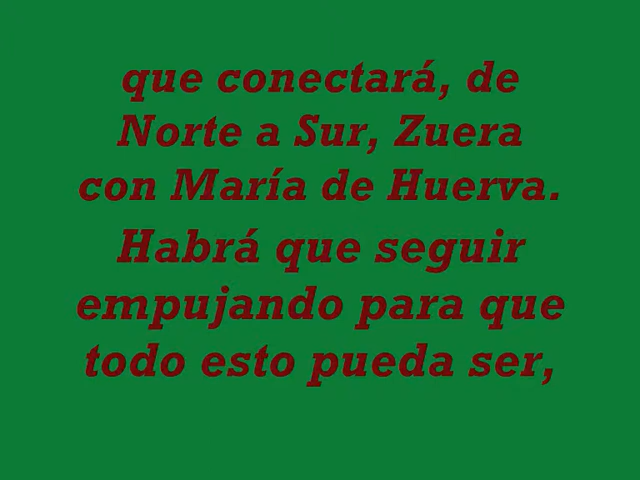 que conectará, de
Norte a Sur, Zuera
con María de Huerva.
Habrá que seguir
empujando para que
todo esto pueda ser,